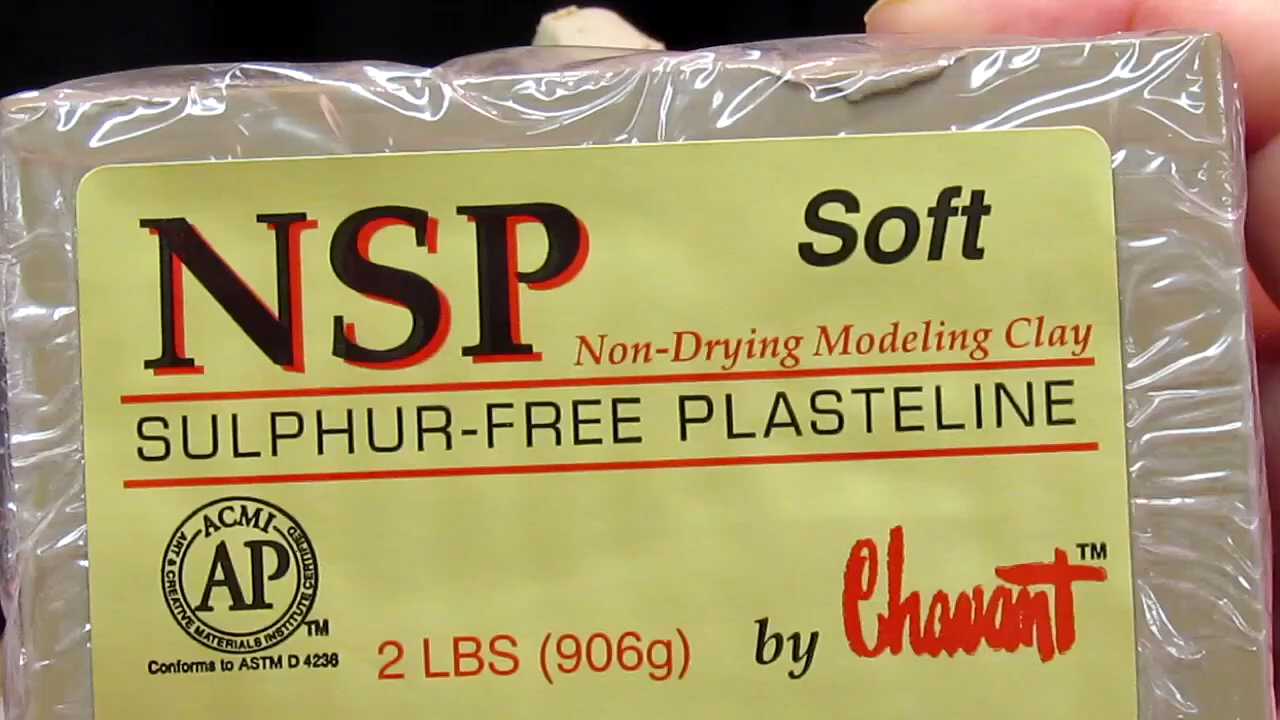 NSP
Soft
Non-Drying Modeling Clay
SULPHUR-FREE PLASTELINE
ACMI
AP
ART & CREATIVE MATERIALS INSTITUTE CERTIFIED
TM
Conforms to ASTM D 4236
2 LBS (906g)
by Chavant™